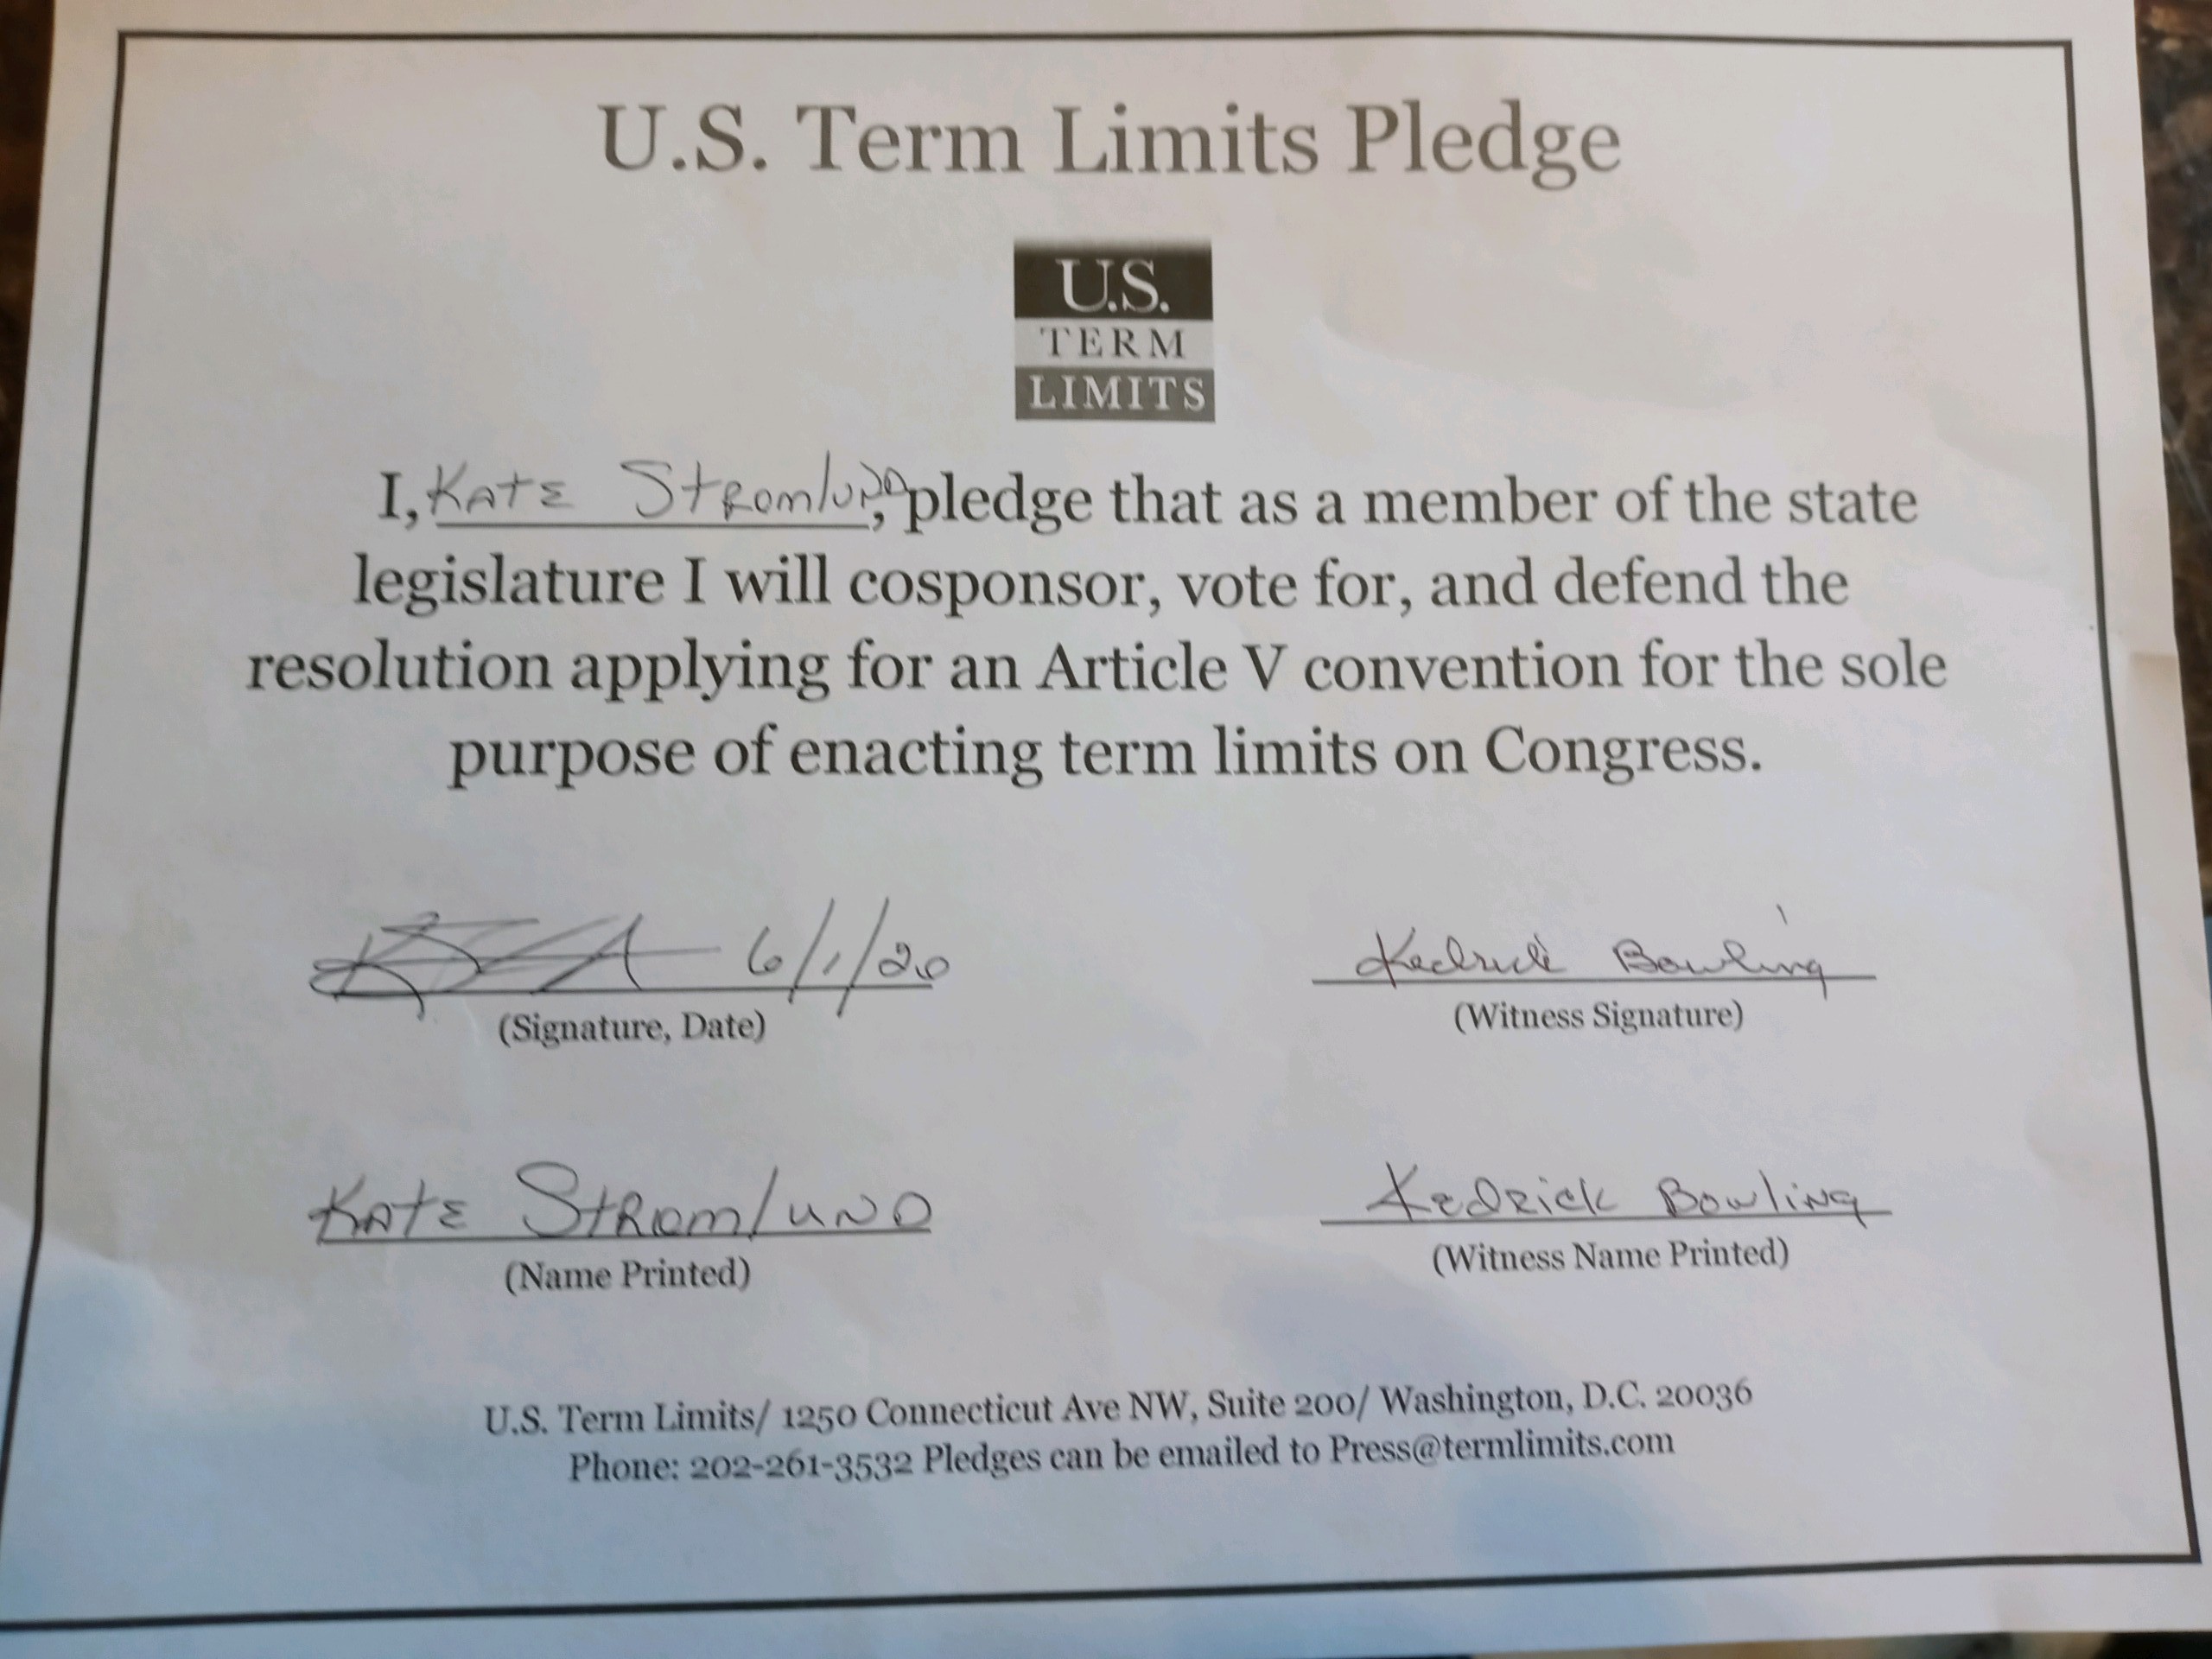 U.S. Term Limits Pledge
U.S.
TERM
LIMITS
I, Kate Stromlund, pledge that as a member of the state
legislature I will cosponsor, vote for, and defend the
resolution applying for an Article V convention for the sole
purpose of enacting term limits on Congress.
6/1/20
Kedrick Bowling
(Signature, Date)
(Witness Signature)
Kate Stromlund
Kedrick Bowling
(Name Printed)
(Witness Name Printed)
U.S. Term Limits/ 1250 Connecticut Ave NW, Suite 200/ Washington, D.C. 20036
Phone: 202-261-3532 Pledges can be emailed to Press@termlimits.com